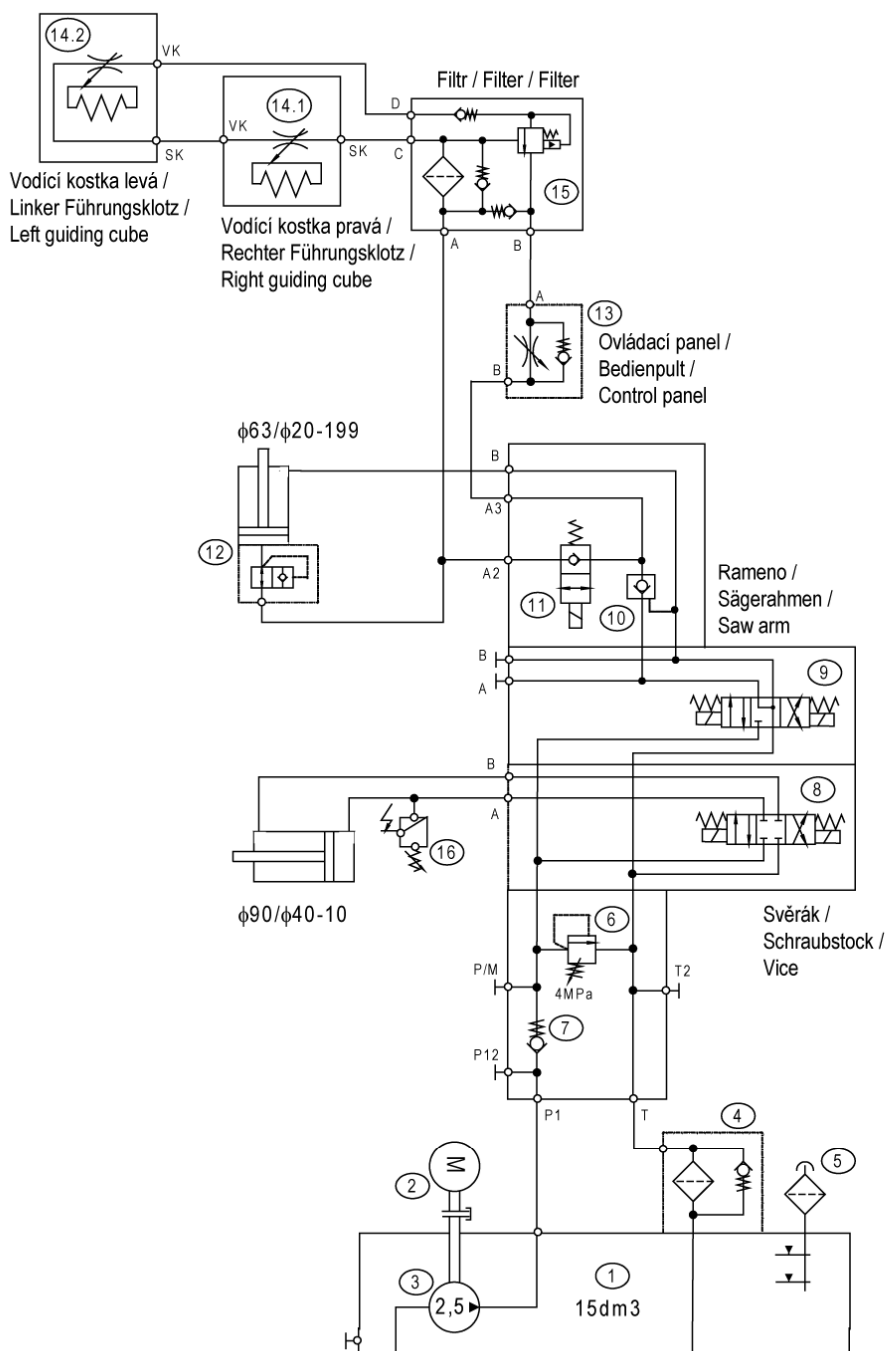 14.2
VK
SK
Vodící kostka levá /
Linker Führungsklotz /
Left guiding cube
14.1
VK
SK
Vodící kostka pravá /
Rechter Führungsklotz /
Right guiding cube
Filtr / Filter / Filter
D
C
15
A
B
A
13
B
Ovládací panel /
Bedienpult /
Control panel
ϕ63/ϕ20-199
12
B
A3
A2
11
10
Rameno /
Sägerahmen /
Saw arm
B
A
9
B
A
8
16
ϕ90/ϕ40-10
Svěrák /
Schraubstock /
Vice
6
4MPa
P/M
T2
7
P12
P1
T
4
5
M
2
3
2,5
1
15dm3